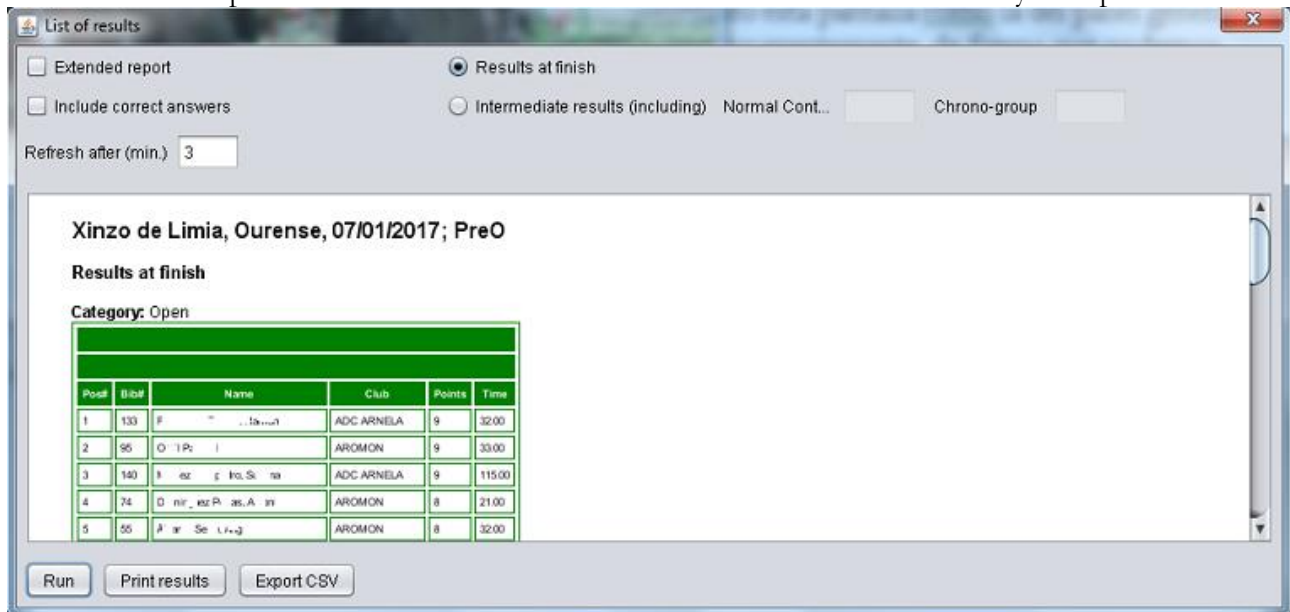 List of results
Extended report Results at finish
Include correct answers Intermediate results (including) Normal Cont... Chrono-group
Refresh after (min.) 3
Xinzo de Limia, Ourense, 07/01/2017; PreO
Results at finish
Category: Open
Pos# Bib# Name Club Points Time
1 133 ADC ARNELA 9 32:00
2 95 AROMON 9 33:00
3 140 ADC ARNELA 9 115:00
4 74 AROMON 8 21:00
5 55 AROMON 8 32:00
Run Print results Export CSV